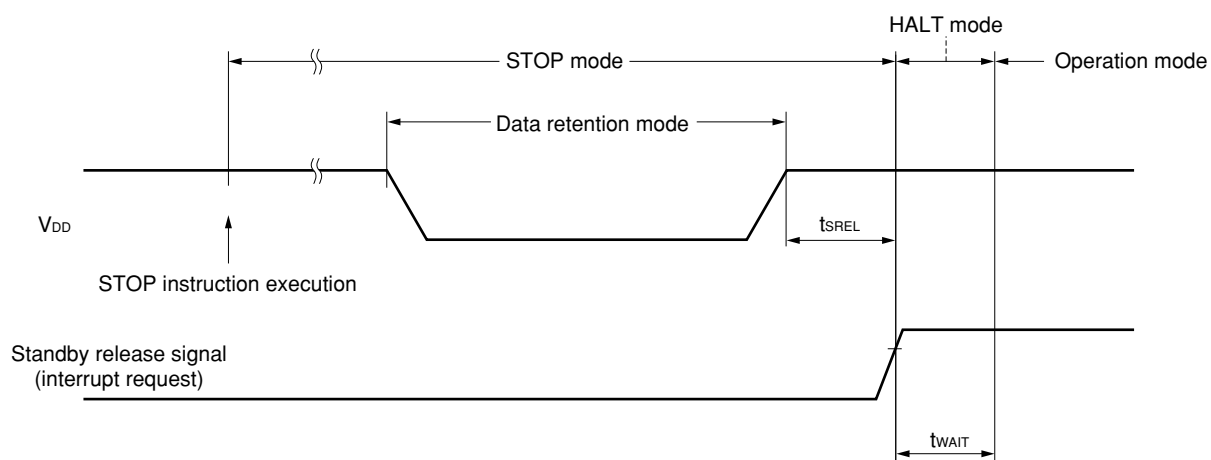 HALT mode
STOP mode
Operation mode
Data retention mode
VDD
tSREL
STOP instruction execution
Standby release signal
(interrupt request)
tWAIT